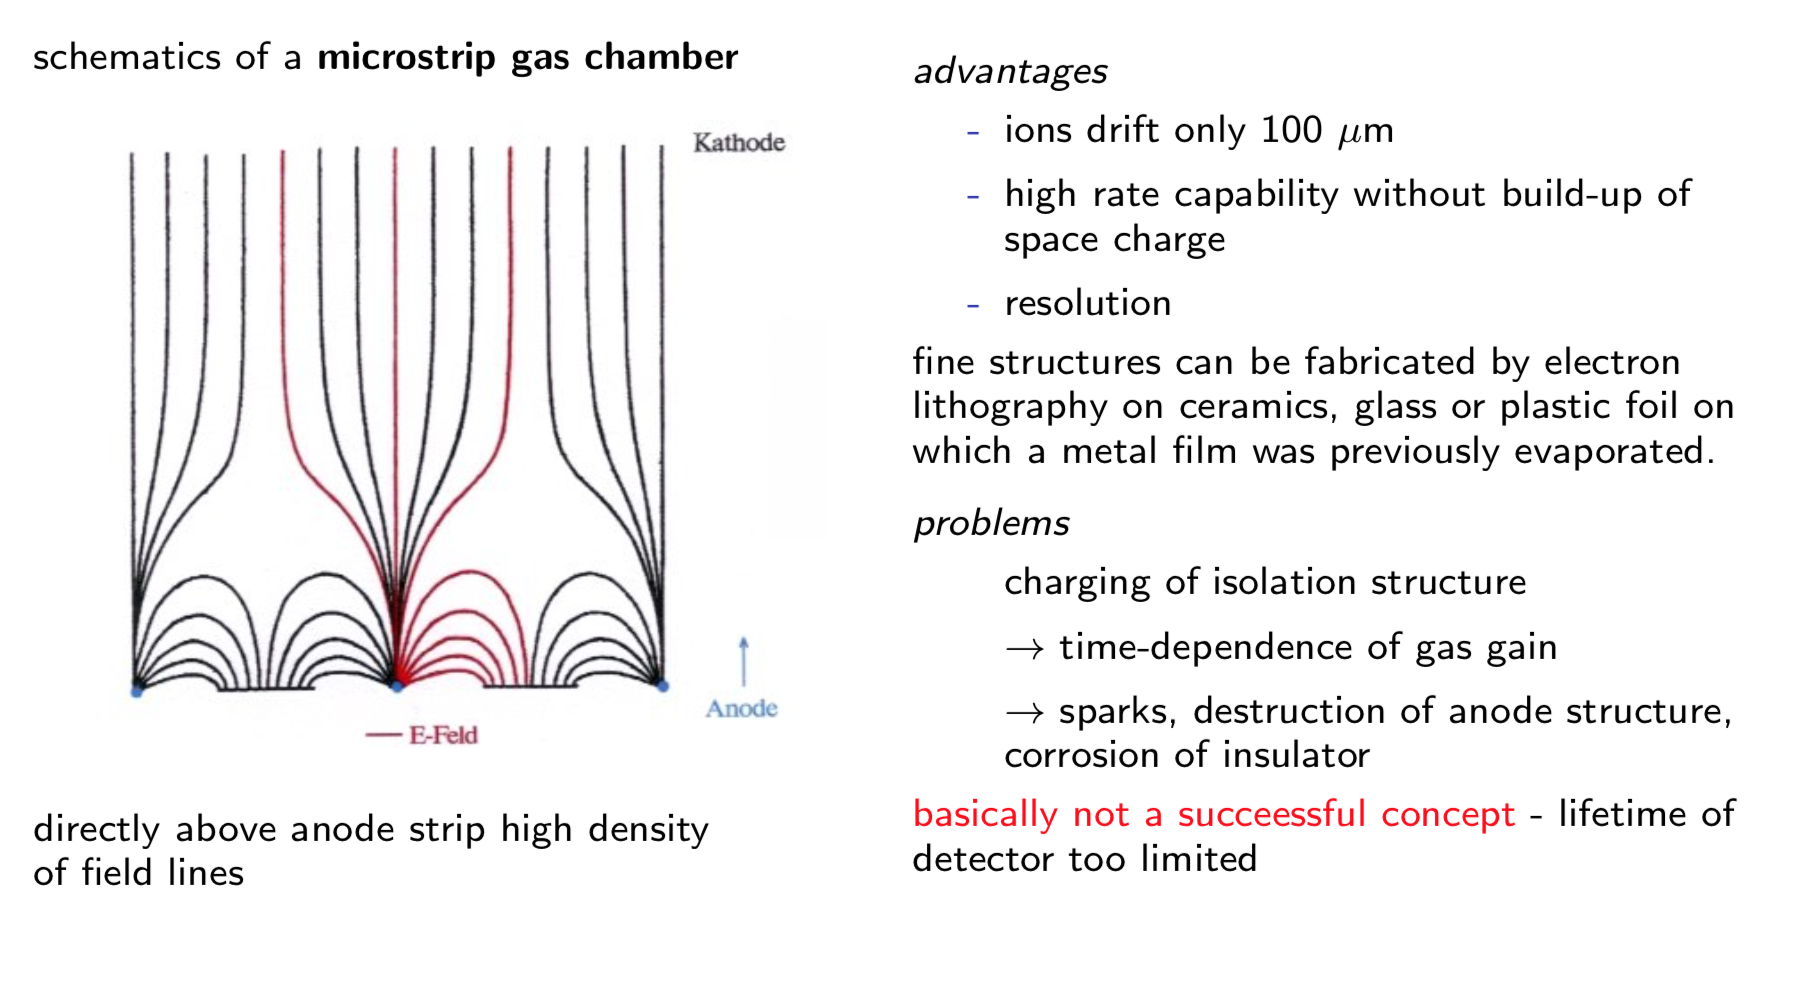 schematics of a microstrip gas chamber
Kathode
Anode
E-Feld
directly above anode strip high density
of field lines
advantages
- ions drift only 100 μm
- high rate capability without build-up of
space charge
- resolution
fine structures can be fabricated by electron
lithography on ceramics, glass or plastic foil on
which a metal film was previously evaporated.
problems
charging of isolation structure
→ time-dependence of gas gain
→ sparks, destruction of anode structure,
corrosion of insulator
basically not a succeessful concept - lifetime of
detector too limited